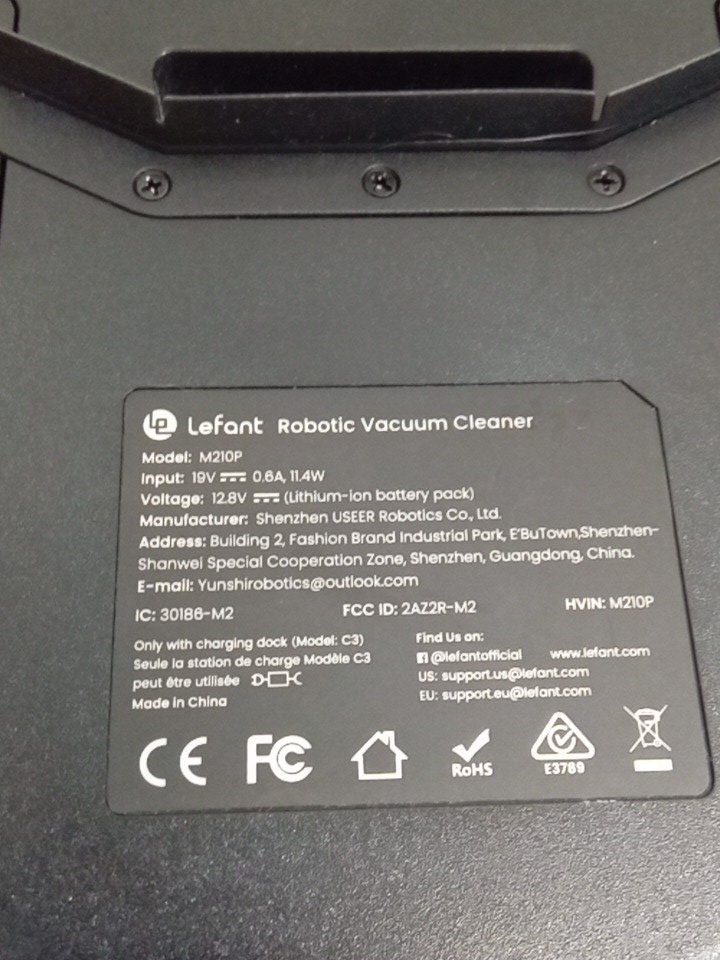 Lefant Robotic Vacuum Cleaner
Model: M210P
Input: 19V ⎓ 0.6A, 11.4W
Voltage: 12.8V ⎓ (Lithium-ion battery pack)
Manufacturer: Shenzhen USEER Robotics Co., Ltd.
Address: Building 2, Fashion Brand Industrial Park, E'BuTown,Shenzhen-
Shanwei Special Cooperation Zone, Shenzhen, Guangdong, China.
E-mail: Yunshirobotics@outlook.com
IC: 30186-M2 FCC ID: 2AZ2R-M2 HVIN: M210P
Only with charging dock (Model: C3)
Seule la station de charge Modèle C3
peut être utilisée
Made in China
Find Us on:
@lefantofficial www.lefant.com
US: support.us@lefant.com
EU: support.eu@lefant.com
CE FC RoHS E3789